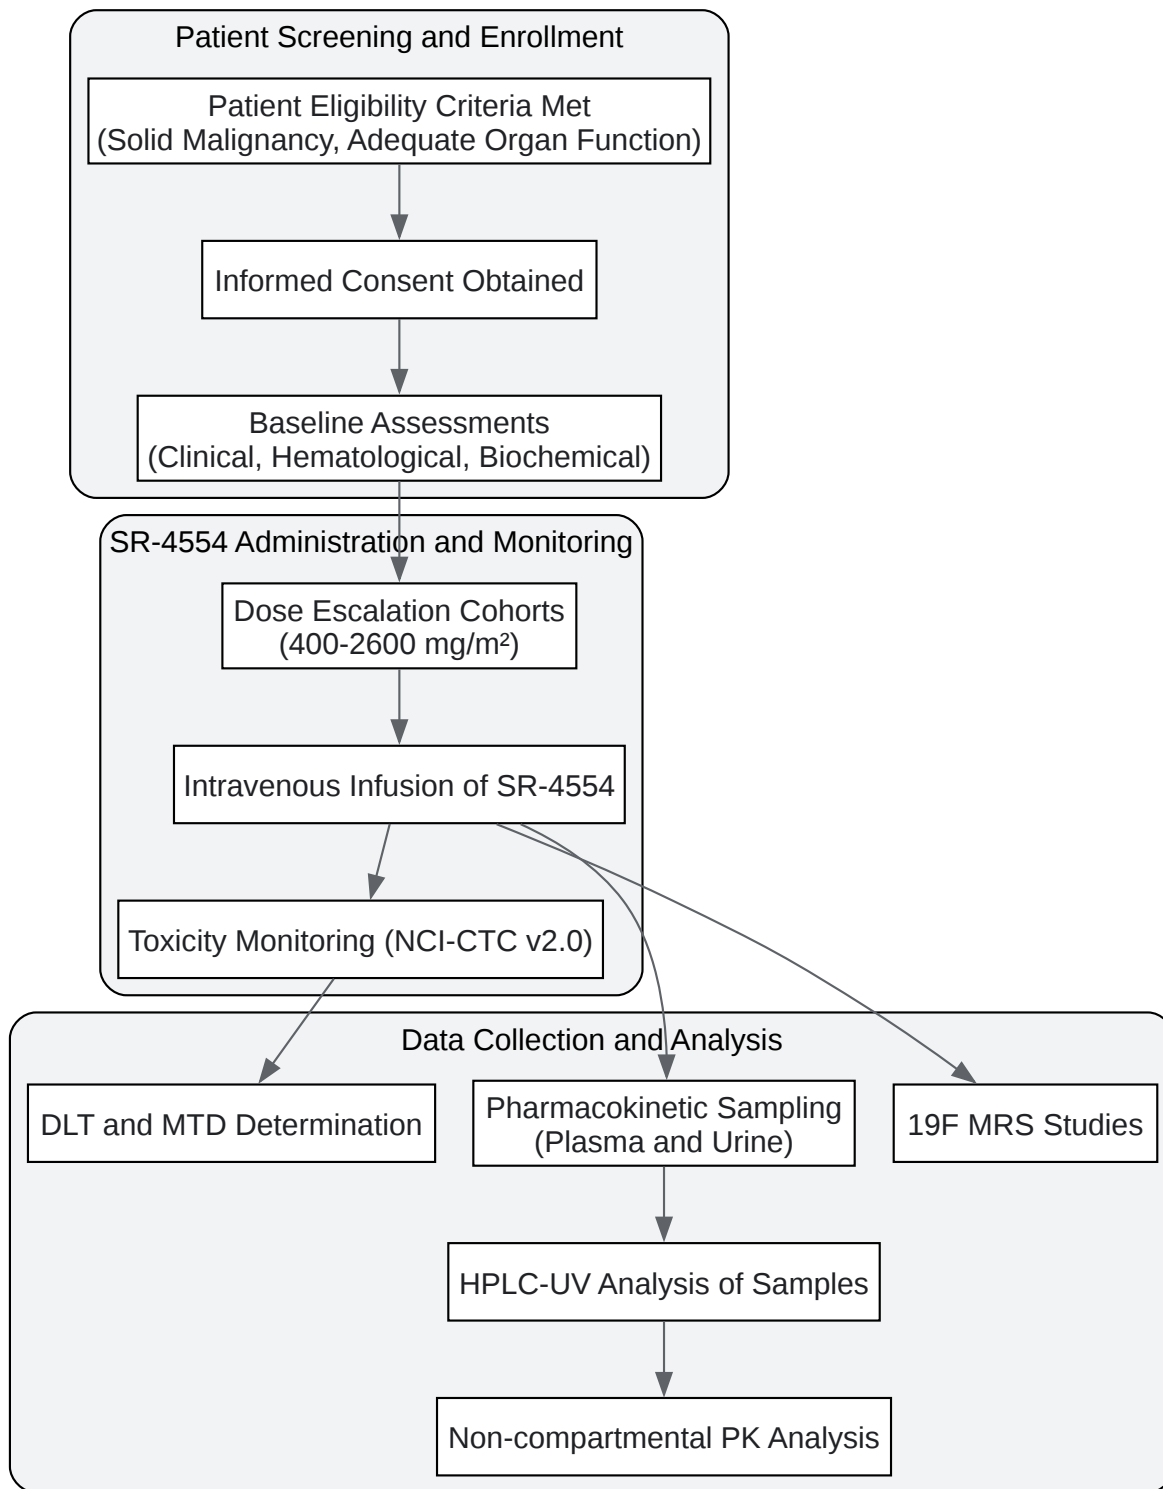 Patient Screening and Enrollment
Patient Eligibility Criteria Met
(Solid Malignancy, Adequate Organ Function)
Informed Consent Obtained
Baseline Assessments
(Clinical, Hematological, Biochemical)
SR-4554 Administration and Monitoring
Dose Escalation Cohorts
(400-2600 mg/m²)
Intravenous Infusion of SR-4554
Toxicity Monitoring (NCI-CTC v2.0)
Data Collection and Analysis
DLT and MTD Determination
Pharmacokinetic Sampling
(Plasma and Urine)
19F MRS Studies
HPLC-UV Analysis of Samples
Non-compartmental PK Analysis